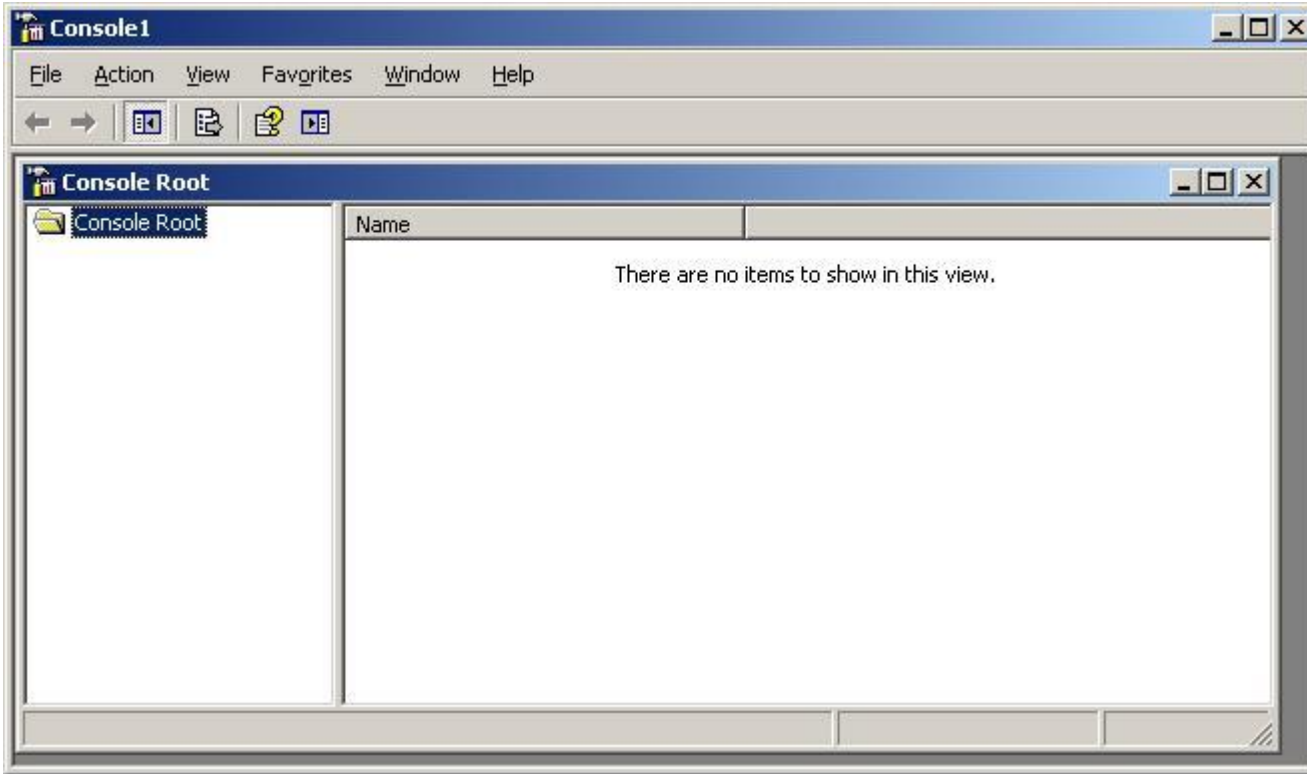 Console1
File Action View Favorites Window Help
Console Root
Console Root
Name
There are no items to show in this view.